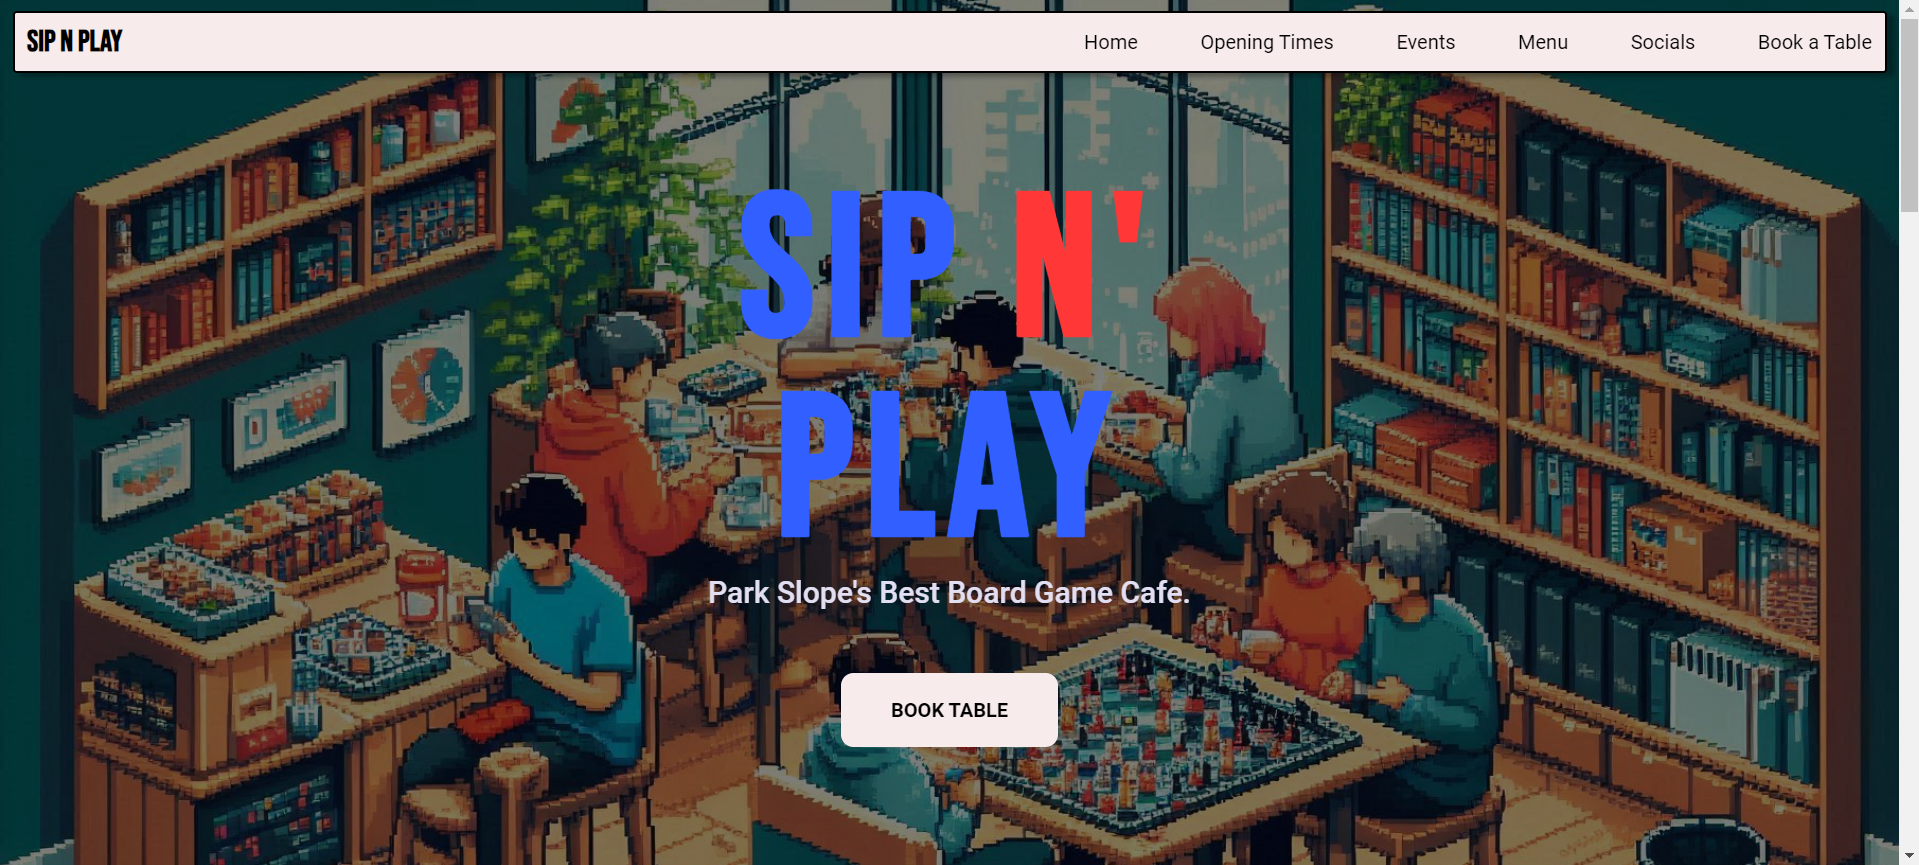 SIP N PLAY
Home
Opening Times
Events
Menu
Socials
Book a Table
SIP N'
PLAY
Park Slope's Best Board Game Cafe.
BOOK TABLE